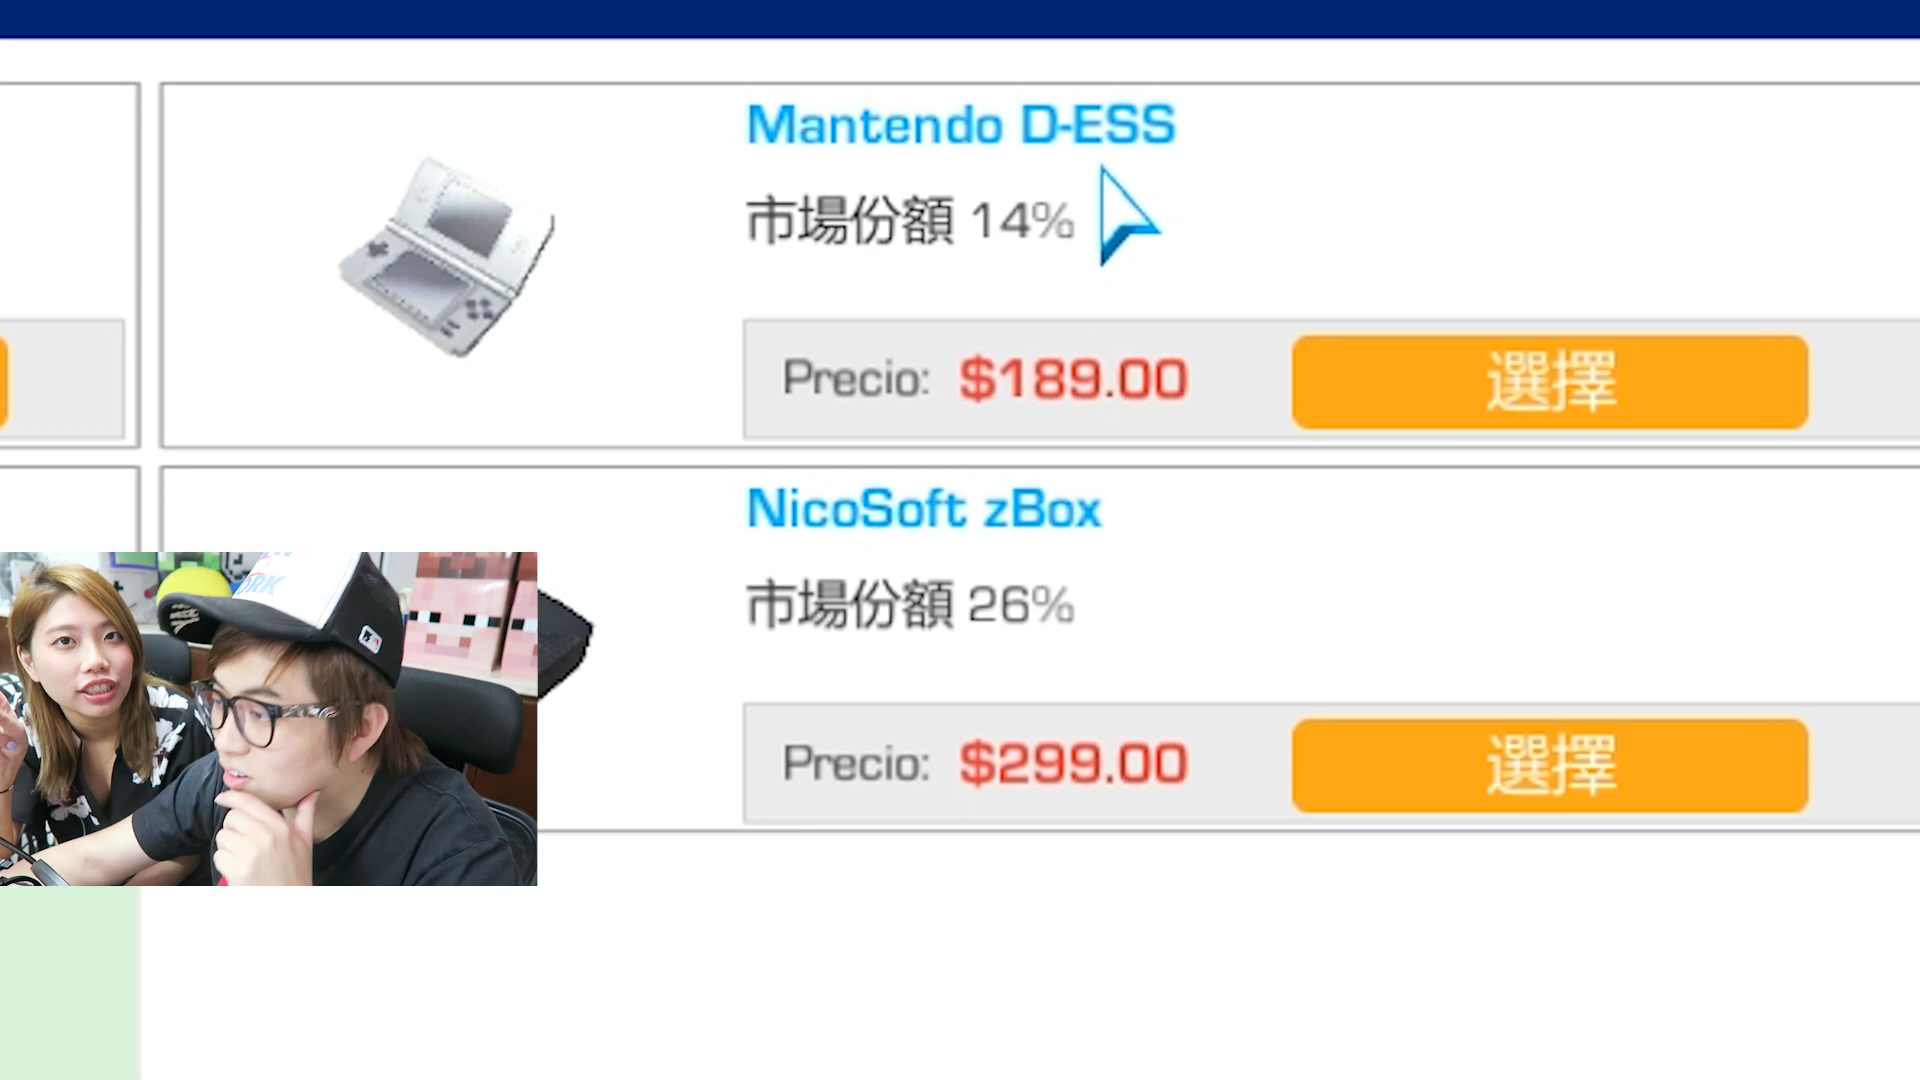 Mantendo D-ESS
市場份額 14%
Precio: $189.00 選擇
NicoSoft zBox
市場份額 26%
Precio: $299.00 選擇